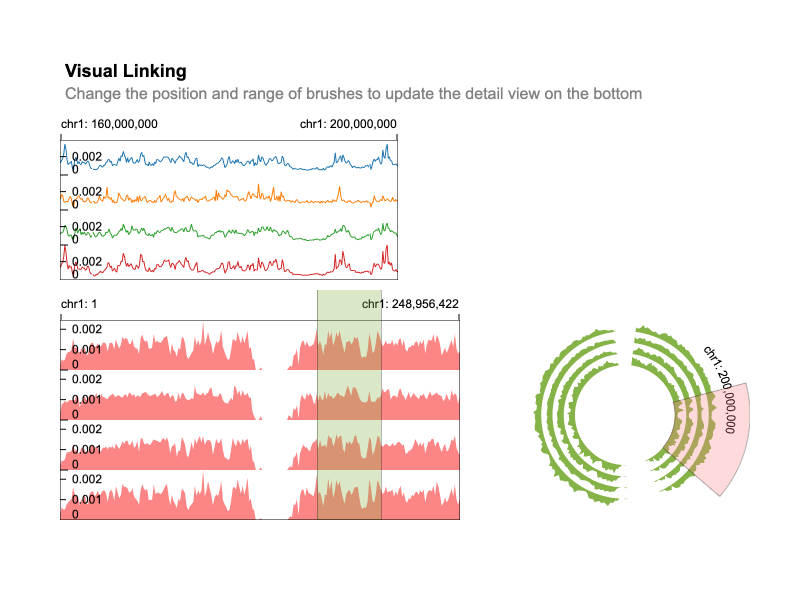 Visual Linking
Change the position and range of brushes to update the detail view on the bottom
chr1: 160,000,000
chr1: 200,000,000
0.002
0
0.002
0
0.002
0
0.002
0
chr1: 1
chr1: 248,956,422
0.002
0.001
0
0.002
0.001
0
0.002
0.001
0
0.002
0.001
0
chr1: 200,000,000